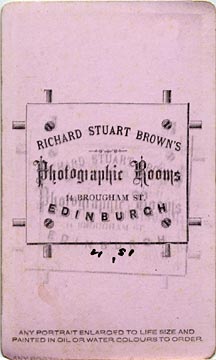 RICHARD STUART BROWN'S
Photographic Rooms
14 BROUGHAM ST.
EDINBURGH
ANY PORTRAIT ENLARGED TO LIFE SIZE AND
PAINTED IN OIL OR WATER COLOURS TO ORDER.